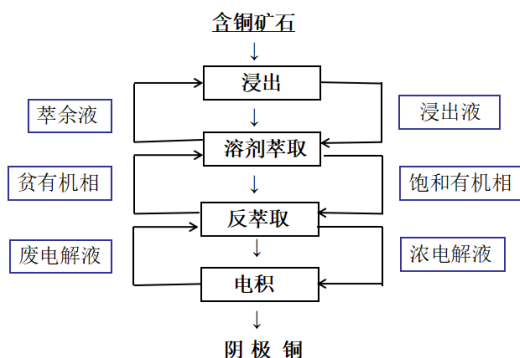 含铜矿石
浸出
萃余液
浸出液
溶剂萃取
贫有机相
饱和有机相
反萃取
废电解液
浓电解液
电积
阴极铜